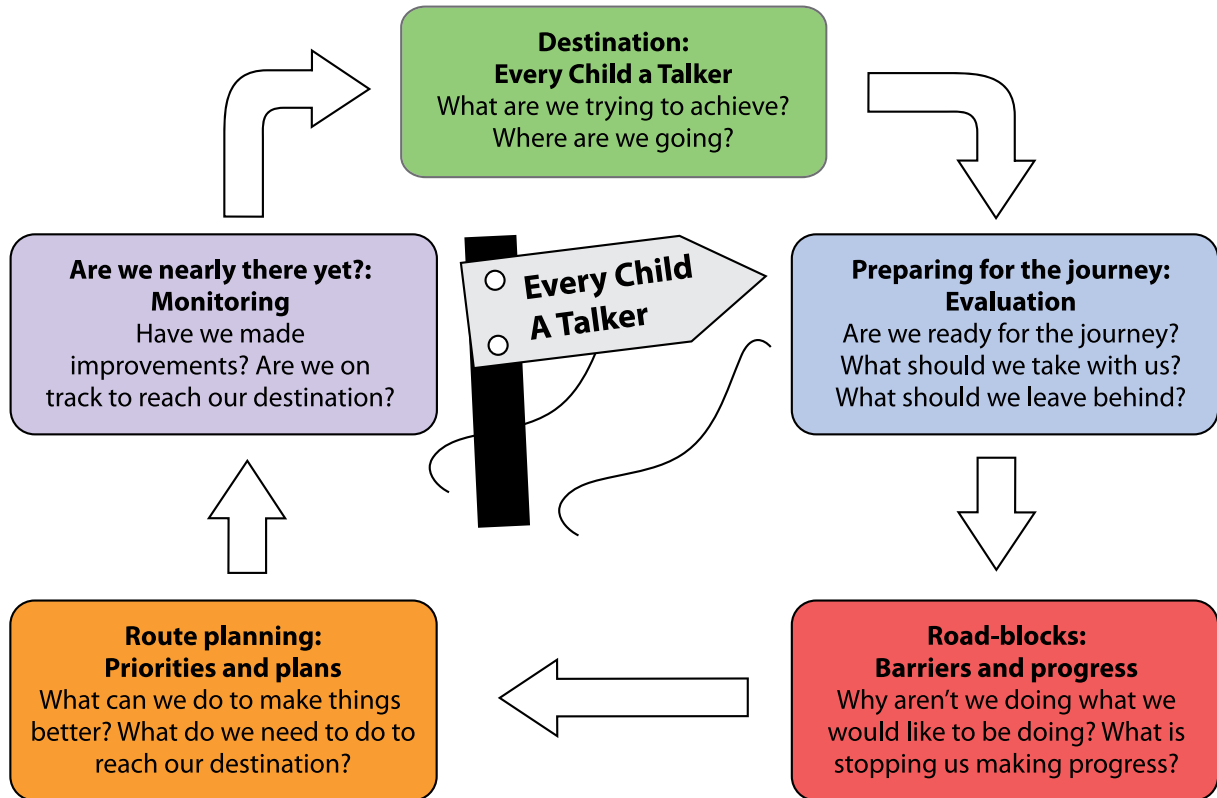 Destination:
Every Child a Talker
What are we trying to achieve?
Where are we going?
Are we nearly there yet?:
Monitoring
Have we made
improvements? Are we on
track to reach our destination?
Every Child
A Talker
Preparing for the journey:
Evaluation
Are we ready for the journey?
What should we take with us?
What should we leave behind?
Route planning:
Priorities and plans
What can we do to make things
better? What do we need to do to
reach our destination?
Road-blocks:
Barriers and progress
Why aren’t we doing what we
would like to be doing? What is
stopping us making progress?